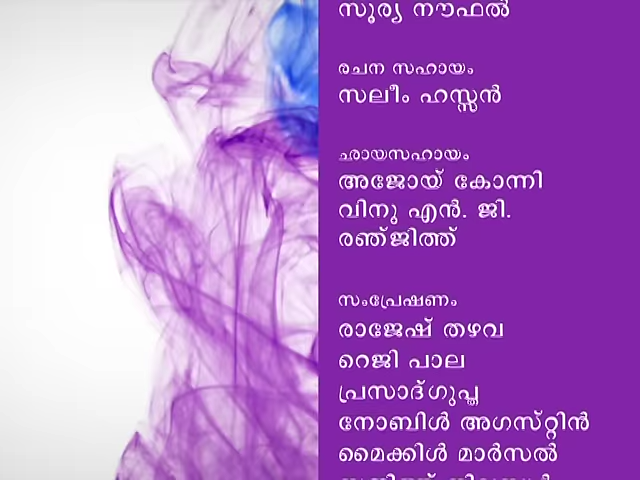 സൂര്യ നൗഫൽ
രചന സഹായം
സലീം ഹസ്സൻ
ഛായസഹായം
അജോയ് കോന്നി
വിനു എൻ. ജി.
രഞ്ജിത്ത്
സംപ്രേഷണം
രാജേഷ് തഴവ
റെജി പാല
പ്രസാദ്ഗുപ്ത
നോബിൾ അഗസ്റ്റിൻ
മൈക്കിൾ മാർസൽ